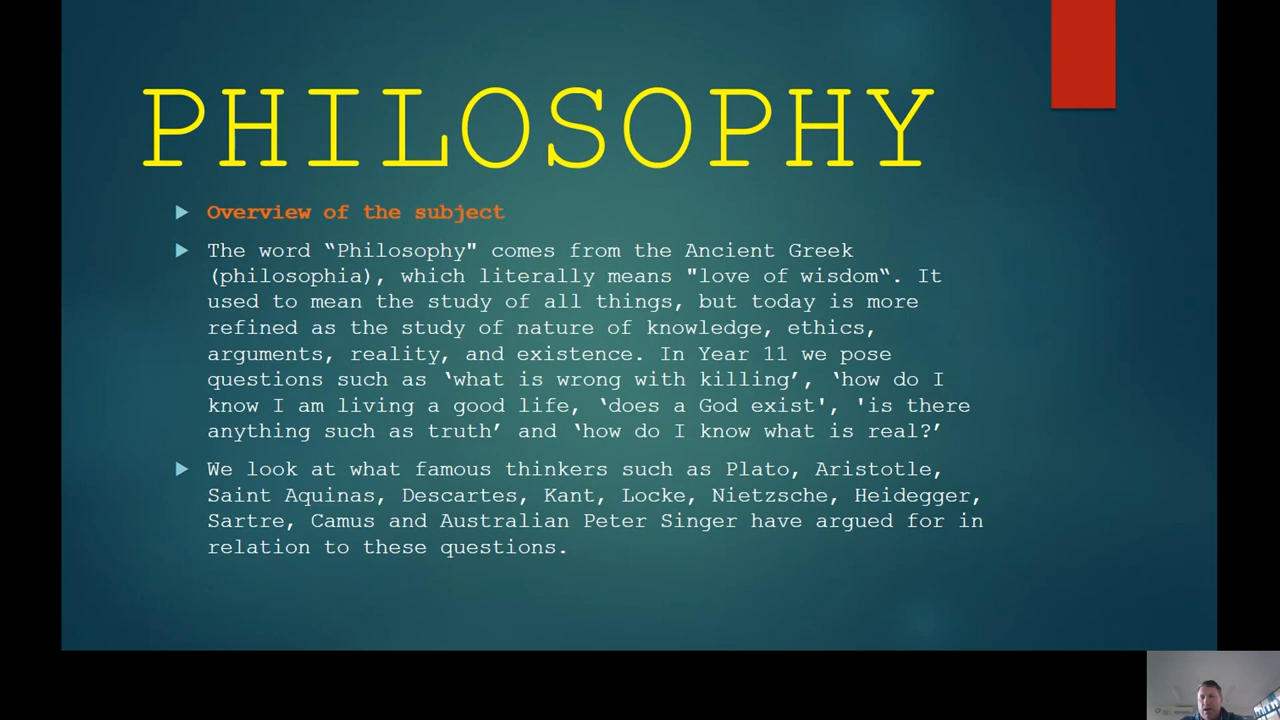 PHILOSOPHY
Overview of the subject
The word ‟Philosophy" comes from the Ancient Greek
(philosophia), which literally means "love of wisdom‟. It
used to mean the study of all things, but today is more
refined as the study of nature of knowledge, ethics,
arguments, reality, and existence. In Year 11 we pose
questions such as ‛what is wrong with killing’, ‛how do I
know I am living a good life, ‛does a God exist', 'is there
anything such as truth’ and ‛how do I know what is real?’
We look at what famous thinkers such as Plato, Aristotle,
Saint Aquinas, Descartes, Kant, Locke, Nietzsche, Heidegger,
Sartre, Camus and Australian Peter Singer have argued for in
relation to these questions.